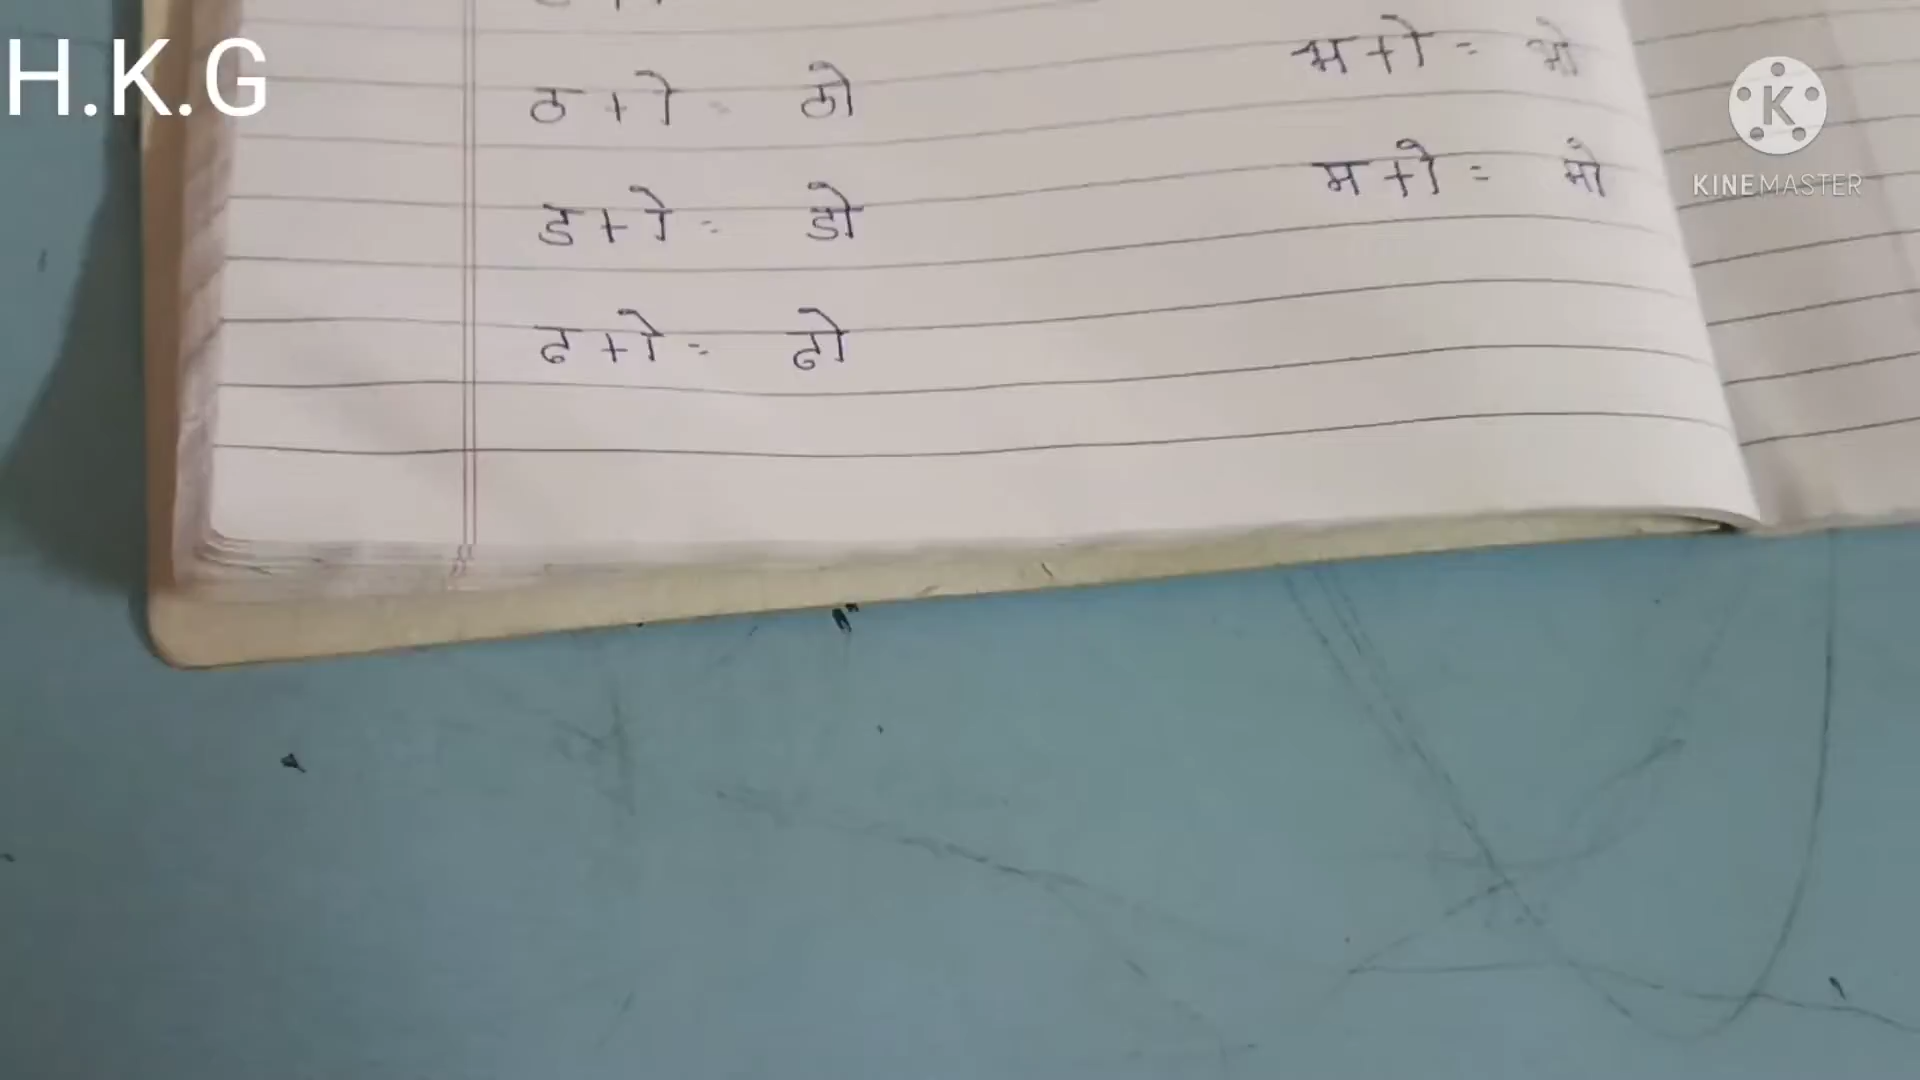 H.K.G
ठ + ो = ठो
ड + ो = डो
ढ + ो = ढो
भ + ो = भो
म + ो = मो
KINEMASTER